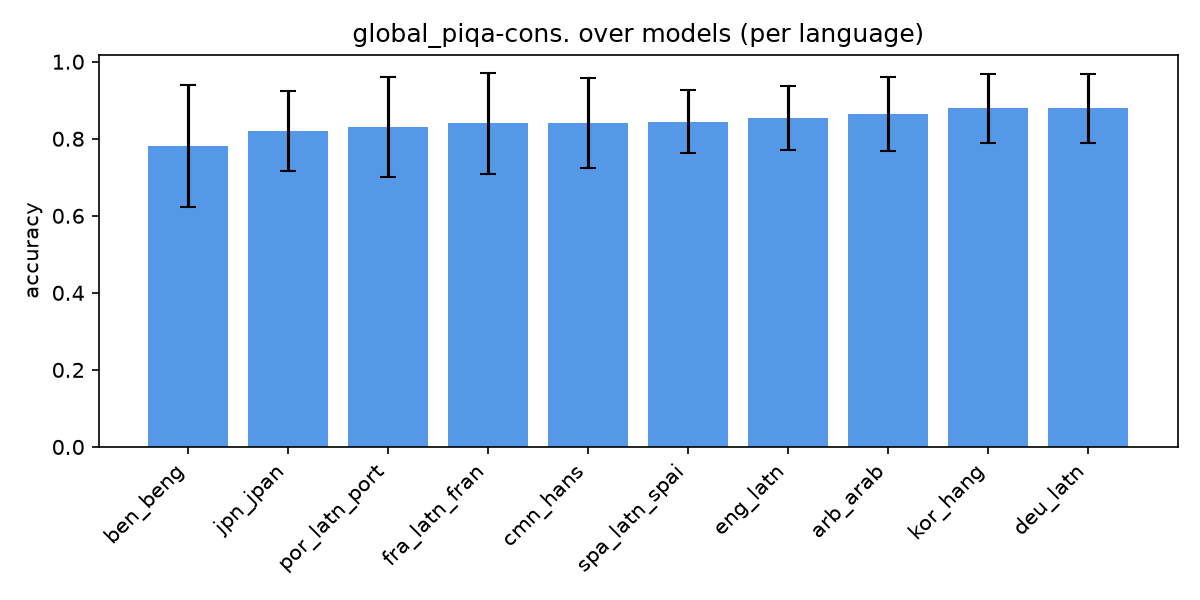 global_piqa-cons. over models (per language)
accuracy
1.0
0.8
0.6
0.4
0.2
0.0
ben_beng
jpn_jpan
por_latn_port
fra_latn_fran
cmn_hans
spa_latn_spai
eng_latn
arb_arab
kor_hang
deu_latn